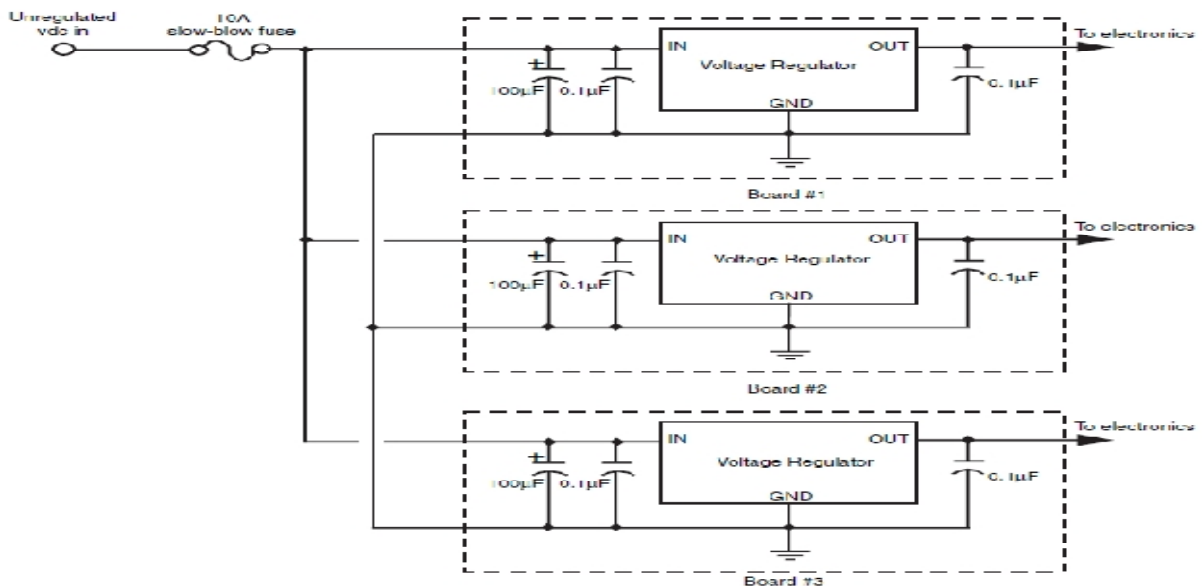 Unregulated
vdc in
10A
slow-blow fuse
IN
OUT
Voltage Regulator
GND
+
100µF
0.1µF
0.1µF
To electronics
Board #1
IN
OUT
Voltage Regulator
GND
+
100µF
0.1µF
0.1µF
To electronics
Board #2
IN
OUT
Voltage Regulator
GND
+
100µF
0.1µF
0.1µF
To electronics
Board #3